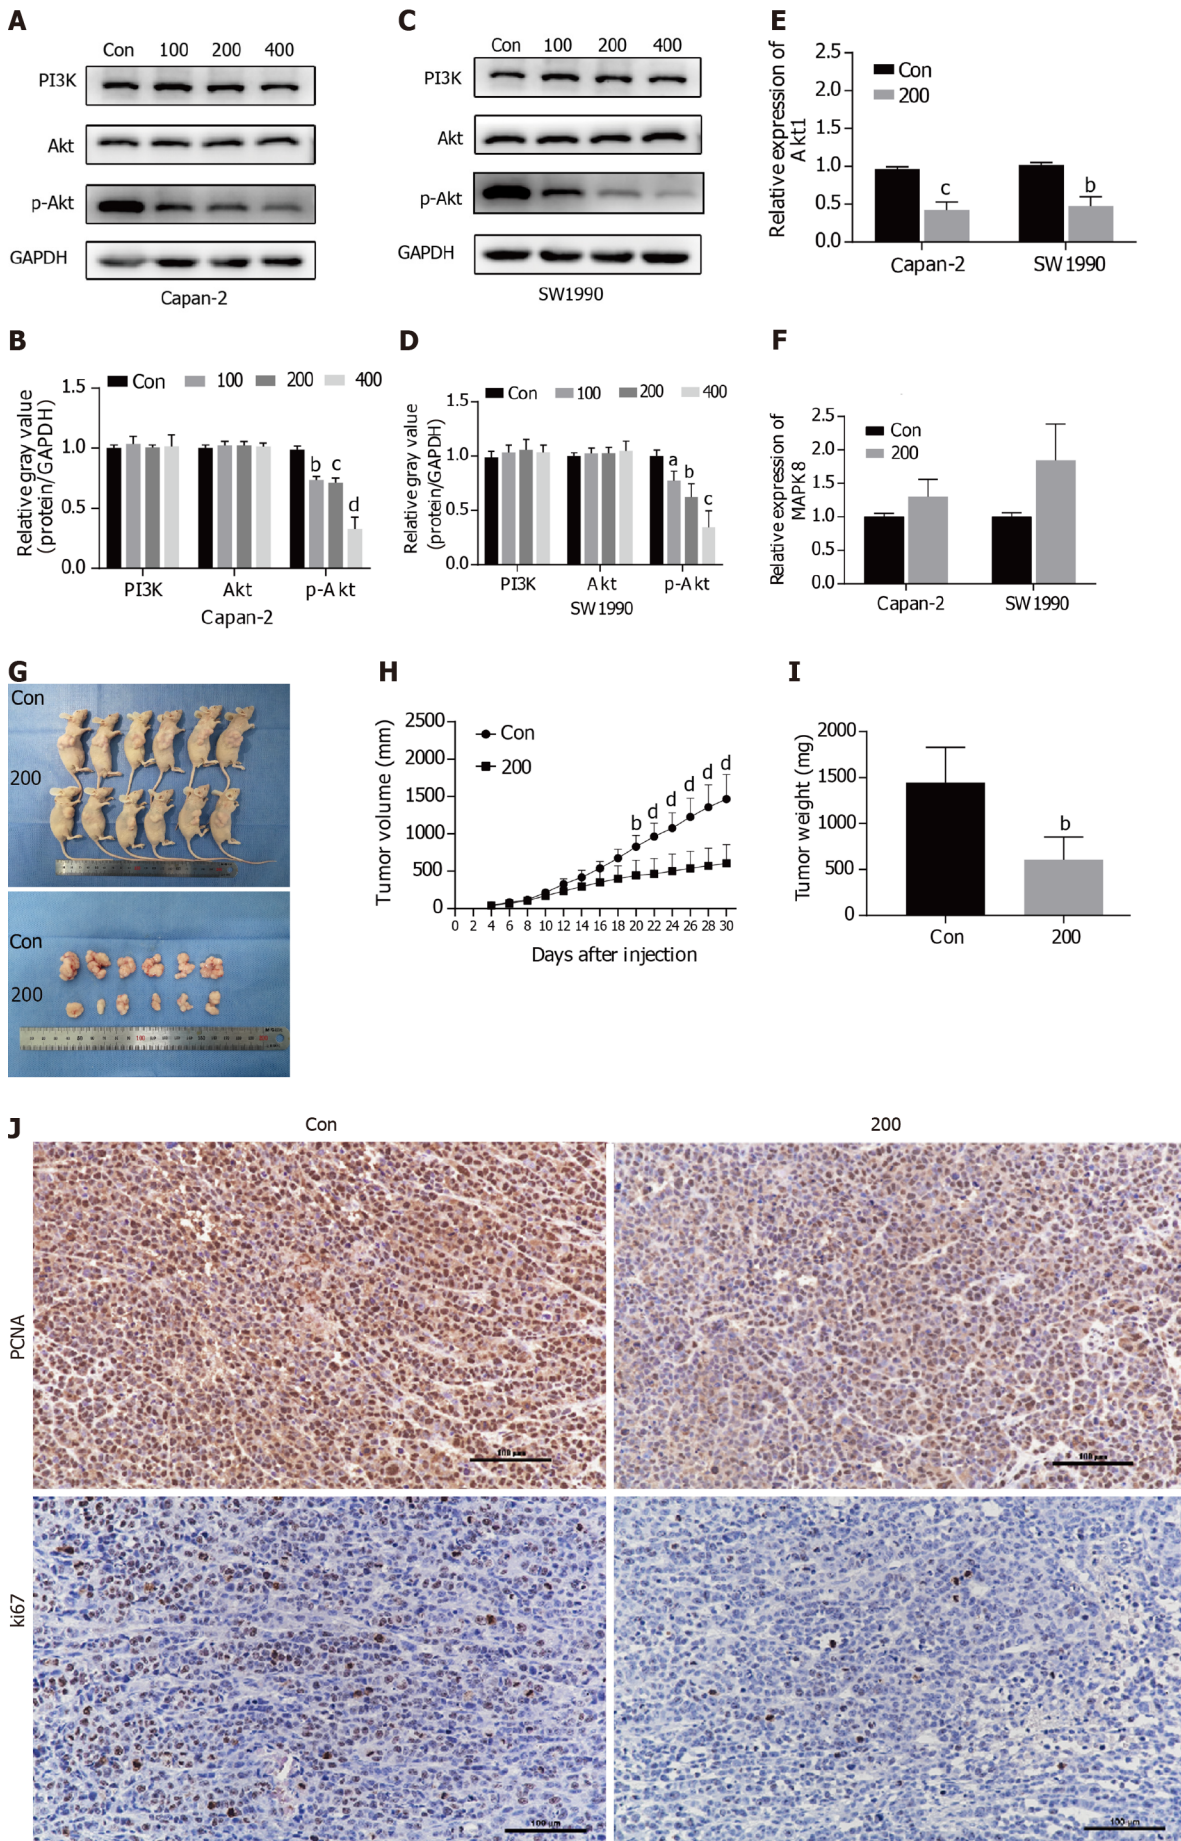 A
Con 100 200 400
PI3K
Akt
p-Akt
GAPDH
Capan-2
C
Con 100 200 400
PI3K
Akt
p-Akt
GAPDH
SW1990
E
Relative expression of
Akt1
2.5
2.0
1.5
1.0
0.5
0.0
Con
200
c
b
Capan-2 SW1990
B
Relative gray value
(protein/GAPDH)
1.5
1.0
0.5
0.0
Con 100 200 400
b c d
PI3K Akt p-Akt
Capan-2
D
Relative gray value
(protein/GAPDH)
1.5
1.0
0.5
0.0
Con 100 200 400
a b c
PI3K Akt p-Akt
SW1990
F
Relative expression of
MAPK8
2.5
2.0
1.5
1.0
0.5
0.0
Con
200
Capan-2 SW1990
G
Con
200
Con
200
H
Tumor volume (mm)
2500
2000
1500
1000
500
0
Con
200
b d d d d d
0 2 4 6 8 10 12 14 16 18 20 22 24 26 28 30
Days after injection
I
Tumor weight (mg)
2000
1500
1000
500
0
b
Con 200
J
Con 200
PCNA
100 µm
100 µm
ki67
100 µm
100 µm